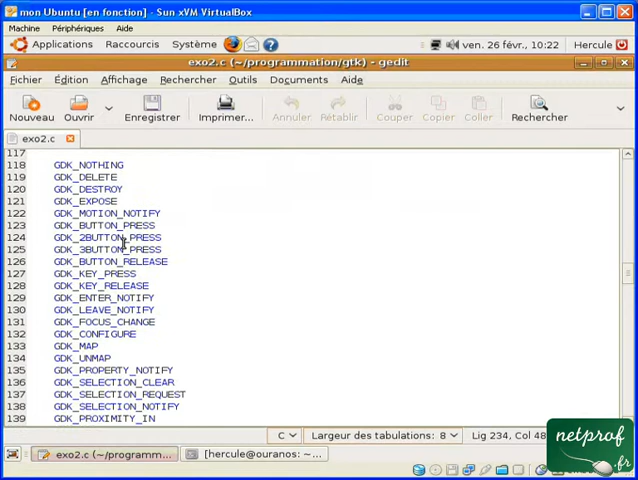 mon Ubuntu [en fonction] - Sun xVM VirtualBox
Machine Périphériques Aide
Applications Raccourcis Système ven. 26 févr., 10:22 Hercule
exo2.c (~/programmation/gtk) - gedit
Fichier Édition Affichage Rechercher Outils Documents Aide
Nouveau Ouvrir Enregistrer Imprimer... Annuler Rétablir Couper Copier Coller Rechercher
exo2.c
117
118 GDK_NOTHING
119 GDK_DELETE
120 GDK_DESTROY
121 GDK_EXPOSE
122 GDK_MOTION_NOTIFY
123 GDK_BUTTON_PRESS
124 GDK_2BUTTON_PRESS
125 GDK_3BUTTON_PRESS
126 GDK_BUTTON_RELEASE
127 GDK_KEY_PRESS
128 GDK_KEY_RELEASE
129 GDK_ENTER_NOTIFY
130 GDK_LEAVE_NOTIFY
131 GDK_FOCUS_CHANGE
132 GDK_CONFIGURE
133 GDK_MAP
134 GDK_UNMAP
135 GDK_PROPERTY_NOTIFY
136 GDK_SELECTION_CLEAR
137 GDK_SELECTION_REQUEST
138 GDK_SELECTION_NOTIFY
139 GDK_PROXIMITY_IN
C Largeur des tabulations: 8 Lig 234, Col 48
exo2.c (~/programm... [hercule@ouranos: ~...
netprof
.fr